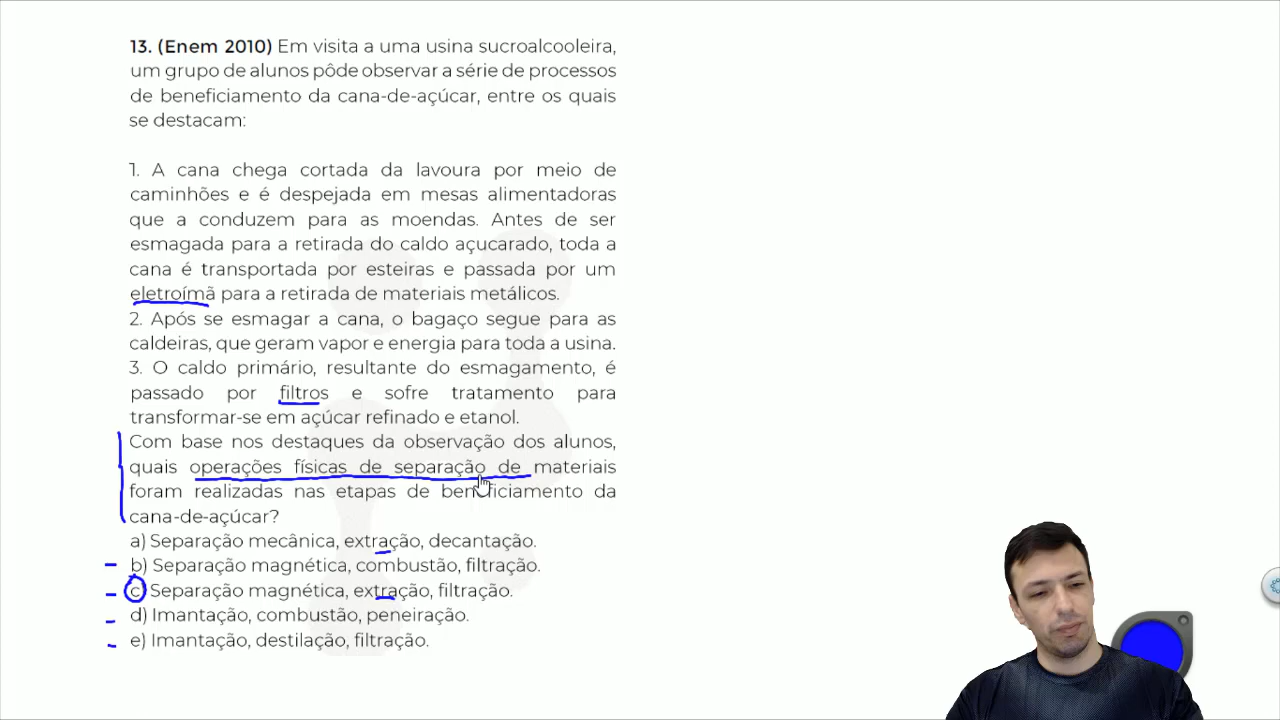 13. (Enem 2010) Em visita a uma usina sucroalcooleira,
um grupo de alunos pôde observar a série de processos
de beneficiamento da cana-de-açúcar, entre os quais
se destacam:
1. A cana chega cortada da lavoura por meio de
caminhões e é despejada em mesas alimentadoras
que a conduzem para as moendas. Antes de ser
esmagada para a retirada do caldo açucarado, toda a
cana é transportada por esteiras e passada por um
eletroímã para a retirada de materiais metálicos.
2. Após se esmagar a cana, o bagaço segue para as
caldeiras, que geram vapor e energia para toda a usina.
3. O caldo primário, resultante do esmagamento, é
passado por filtros e sofre tratamento para
transformar-se em açúcar refinado e etanol.
Com base nos destaques da observação dos alunos,
quais operações físicas de separação de materiais
foram realizadas nas etapas de beneficiamento da
cana-de-açúcar?
a) Separação mecânica, extração, decantação.
b) Separação magnética, combustão, filtração.
c) Separação magnética, extração, filtração.
d) Imantação, combustão, peneiração.
e) Imantação, destilação, filtração.